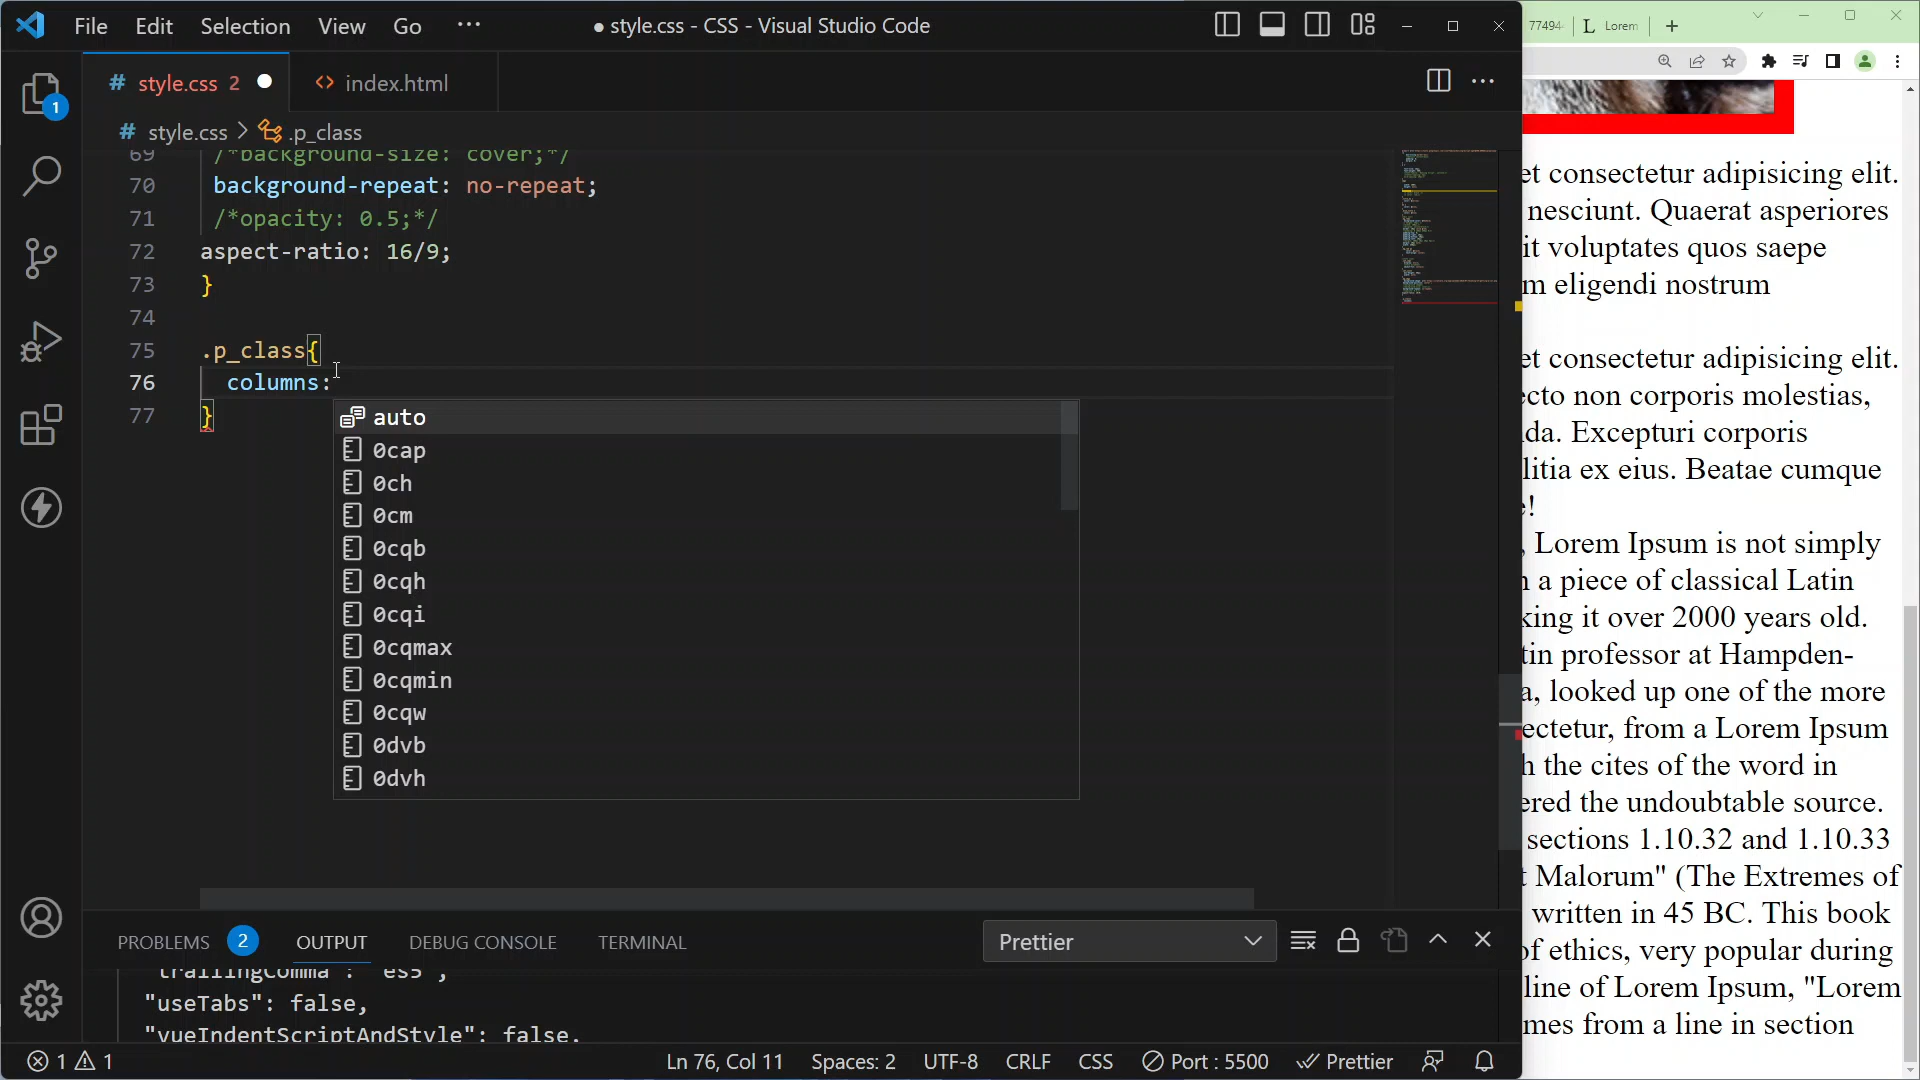 File Edit Selection View Go ··· ● style.css - CSS - Visual Studio Code
# style.css 2 ● <> index.html
# style.css > .p_class
69 /*background-size: cover;*/
70 background-repeat: no-repeat;
71 /*opacity: 0.5;*/
72 aspect-ratio: 16/9;
73 }
74
75 .p_class{
76 columns:
77 }
auto
0cap
0ch
0cm
0cqb
0cqh
0cqi
0cqmax
0cqmin
0cqw
0dvb
0dvh
1
PROBLEMS 2 OUTPUT DEBUG CONSOLE TERMINAL Prettier
"trailingComma": "es5",
"useTabs": false,
"vueIndentScriptAndStyle": false,
1 1 Ln 76, Col 11 Spaces: 2 UTF-8 CRLF CSS Port : 5500 Prettier
77494 L Lorem +
et consectetur adipisicing elit.
nesciunt. Quaerat asperiores
it voluptates quos saepe
m eligendi nostrum
et consectetur adipisicing elit.
cto non corporis molestias,
da. Excepturi corporis
litia ex eius. Beatae cumque
e!
, Lorem Ipsum is not simply
n a piece of classical Latin
king it over 2000 years old.
tin professor at Hampden-
a, looked up one of the more
ectetur, from a Lorem Ipsum
h the cites of the word in
ered the undoubtable source.
sections 1.10.32 and 1.10.33
t Malorum" (The Extremes of
written in 45 BC. This book
of ethics, very popular during
line of Lorem Ipsum, "Lorem
mes from a line in section